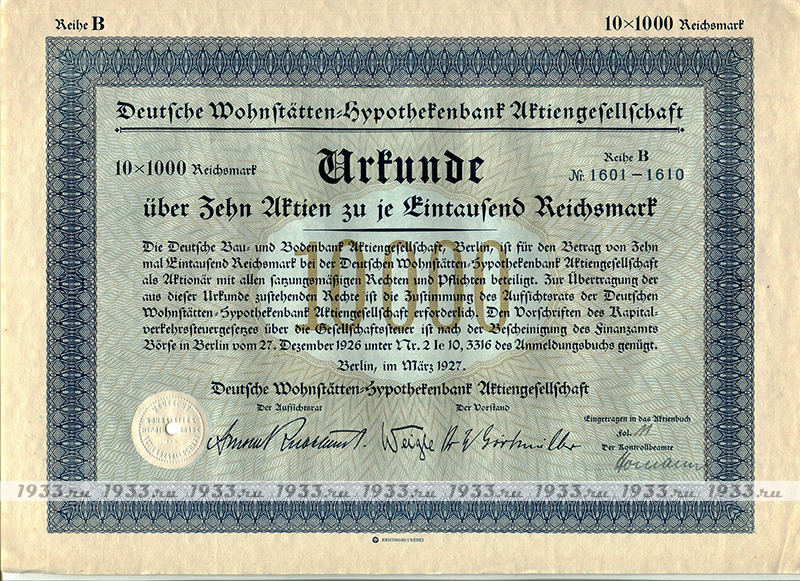 Reihe B
10×1000 Reichsmark
Deutsche Wohnstätten-Hypothekenbank Aktiengesellschaft
10×1000 Reichsmark
Urkunde
Reihe B
Nr. 1601-1610
über Zehn Aktien zu je Eintausend Reichsmark
10000
Die Deutsche Bau- und Bodenbank Aktiengesellschaft, Berlin, ist für den Betrag von Zehn
mal Eintausend Reichsmark bei der Deutschen Wohnstätten-Hypothekenbank Aktiengesellschaft
als Aktionär mit allen satzungsmäßigen Rechten und Pflichten beteiligt. Zur Übertragung der
aus dieser Urkunde zustehenden Rechte ist die Zustimmung des Aufsichtsrats der Deutschen
Wohnstätten-Hypothekenbank Aktiengesellschaft erforderlich. Den Vorschriften des Kapital-
verkehrssteuergesetzes über die Gesellschaftsteuer ist nach der Bescheinigung des Finanzamts
Börse in Berlin vom 27. Dezember 1926 unter Nr. 2 Ie 10, 3316 des Anmeldungsbuchs genügt.
Berlin, im März 1927.
Deutsche Wohnstätten-Hypothekenbank Aktiengesellschaft
Der Aufsichtsrat
Der Vorstand
Eingetragen in das Aktienbuch
Fol. 11
Der Kontrollbeamte
1933.ru 1933.ru 1933.ru 1933.ru 1933.ru 1933.ru 1933.ru 1933.ru 1933.ru
REICHSDRUCKEREI